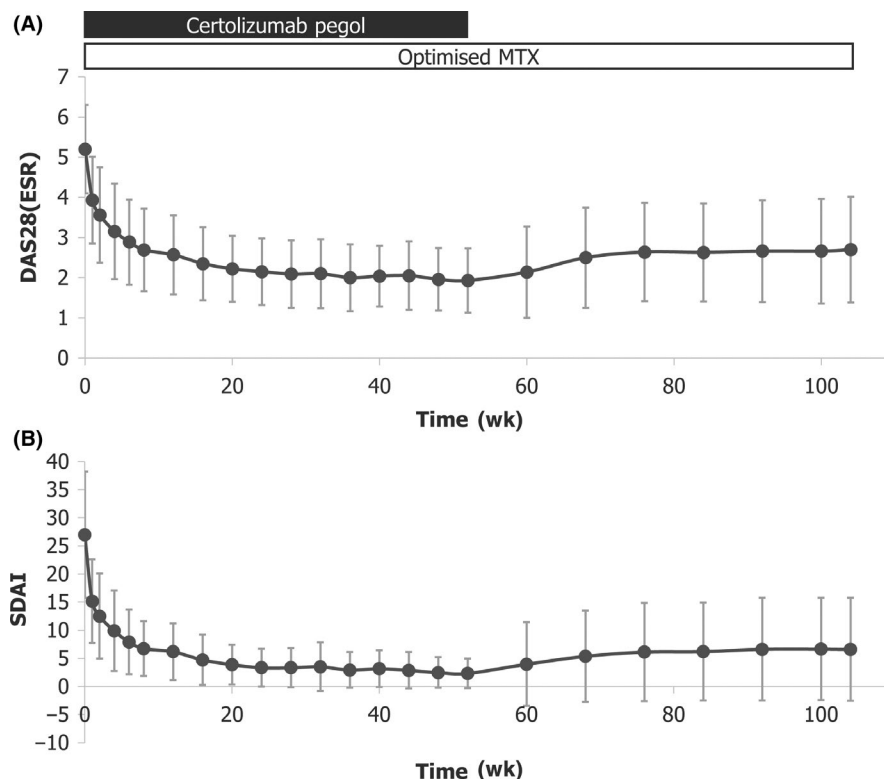 (A)
Certolizumab pegol
Optimised MTX
7
6
5
4
3
2
1
0
DAS28(ESR)
0 20 40 60 80 100
Time (wk)
(B)
40
35
30
25
20
15
10
5
0
−5
−10
SDAI
0 20 40 60 80 100
Time (wk)